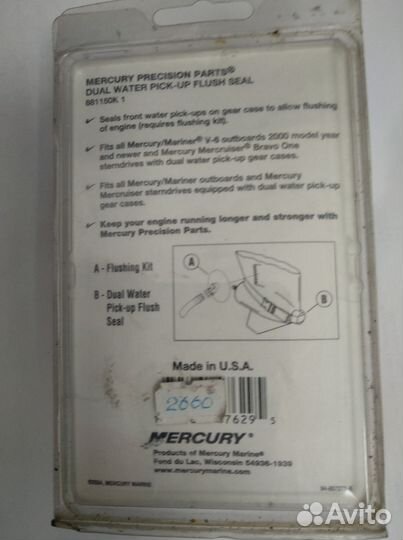 MERCURY PRECISION PARTS®
DUAL WATER PICK-UP FLUSH SEAL
881150K 1
✓ Seals front water pick-ups on gear case to allow flushing
of engine (requires flushing kit).
✓ Fits all Mercury/Mariner® V-6 outboards 2000 model year
and newer and Mercury Mercruiser® Bravo One
sterndrives with dual water pick-up gear cases.
✓ Fits all Mercury/Mariner outboards and Mercury
Mercruiser sterndrives equipped with dual water pick-up
gear cases.
✓ Keep your engine running longer and stronger with
Mercury Precision Parts.
A - Flushing Kit
B - Dual Water
Pick-up Flush
Seal
A
B
Made in U.S.A.
2660
7629 5
MERCURY®
Products of Mercury Marine®
Fond du Lac, Wisconsin 54936-1939
www.mercurymarine.com
MERCURY MARINE
Avito